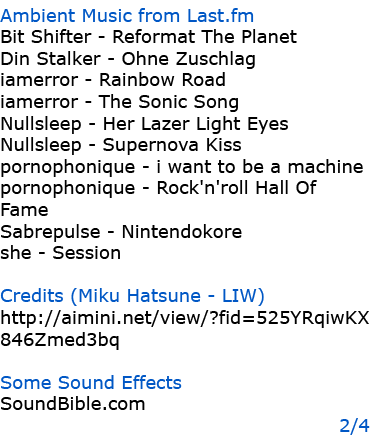 Ambient Music from Last.fm
Bit Shifter - Reformat The Planet
Din Stalker - Ohne Zuschlag
iamerror - Rainbow Road
iamerror - The Sonic Song
Nullsleep - Her Lazer Light Eyes
Nullsleep - Supernova Kiss
pornophonique - i want to be a machine
pornophonique - Rock'n'roll Hall Of
Fame
Sabrepulse - Nintendokore
she - Session
Credits (Miku Hatsune - LIW)
http://aimini.net/view/?fid=525YRqiwKX
846Zmed3bq
Some Sound Effects
SoundBible.com
2/4